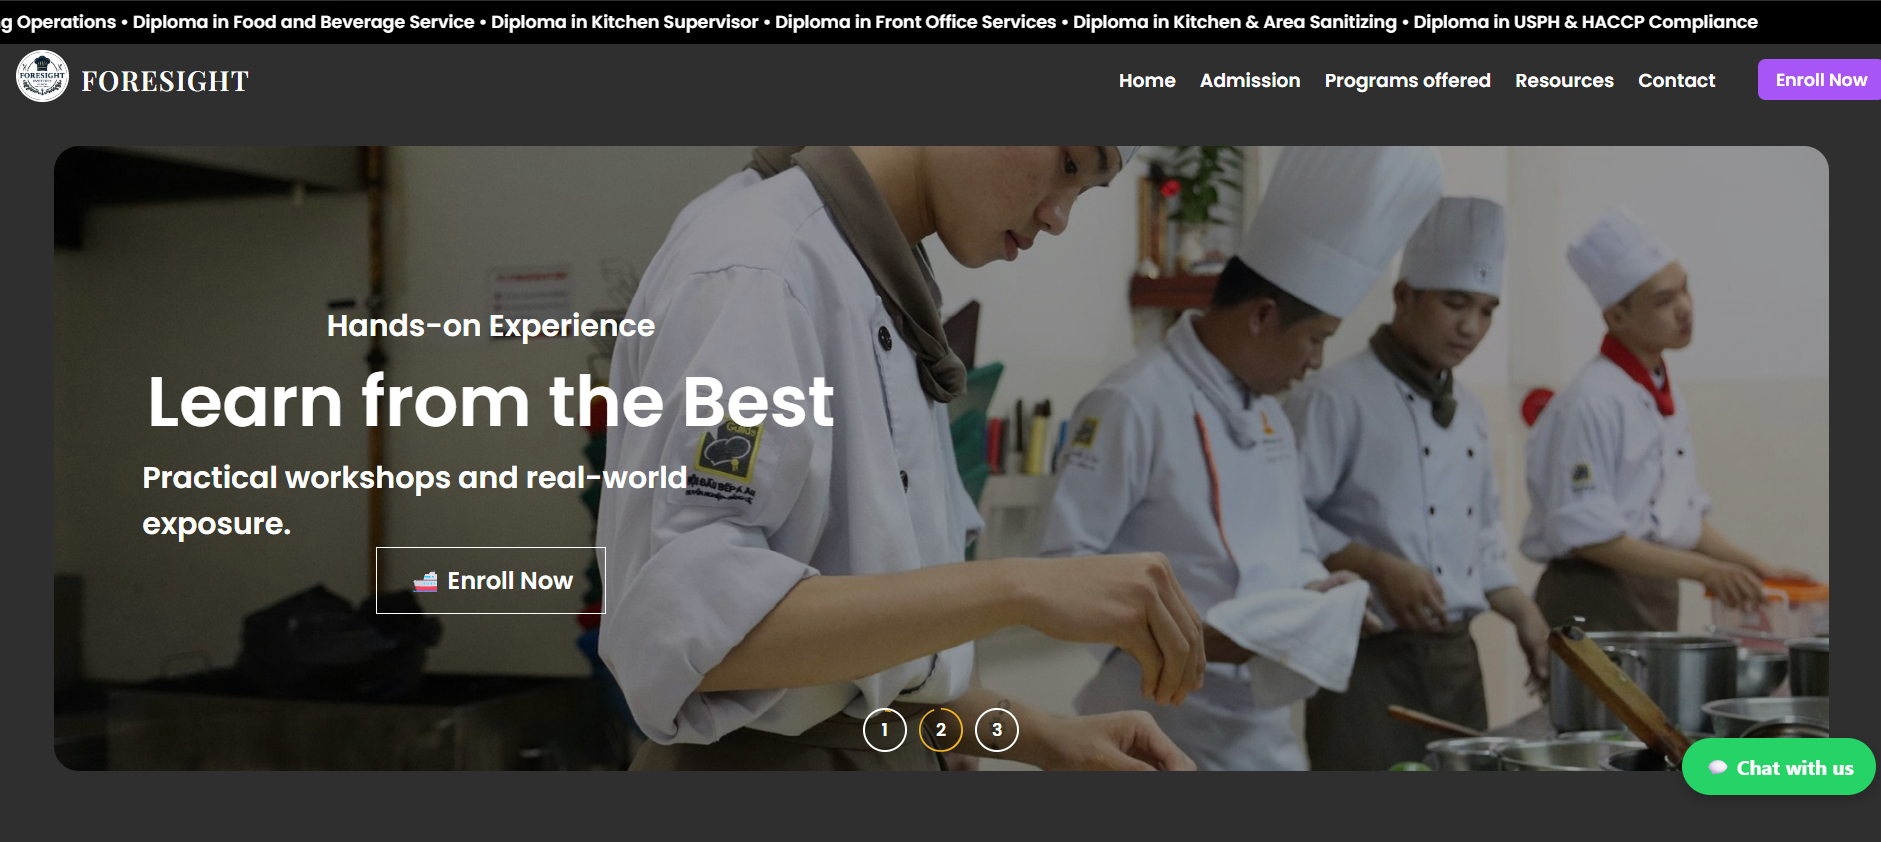 g Operations • Diploma in Food and Beverage Service • Diploma in Kitchen Supervisor • Diploma in Front Office Services • Diploma in Kitchen & Area Sanitizing • Diploma in USPH & HACCP Compliance
FORESIGHT
FORESIGHT
Home
Admission
Programs offered
Resources
Contact
Enroll Now
Hands-on Experience
Learn from the Best
Guilds
Practical workshops and real-world
exposure.
Enroll Now
1
2
3
Chat with us